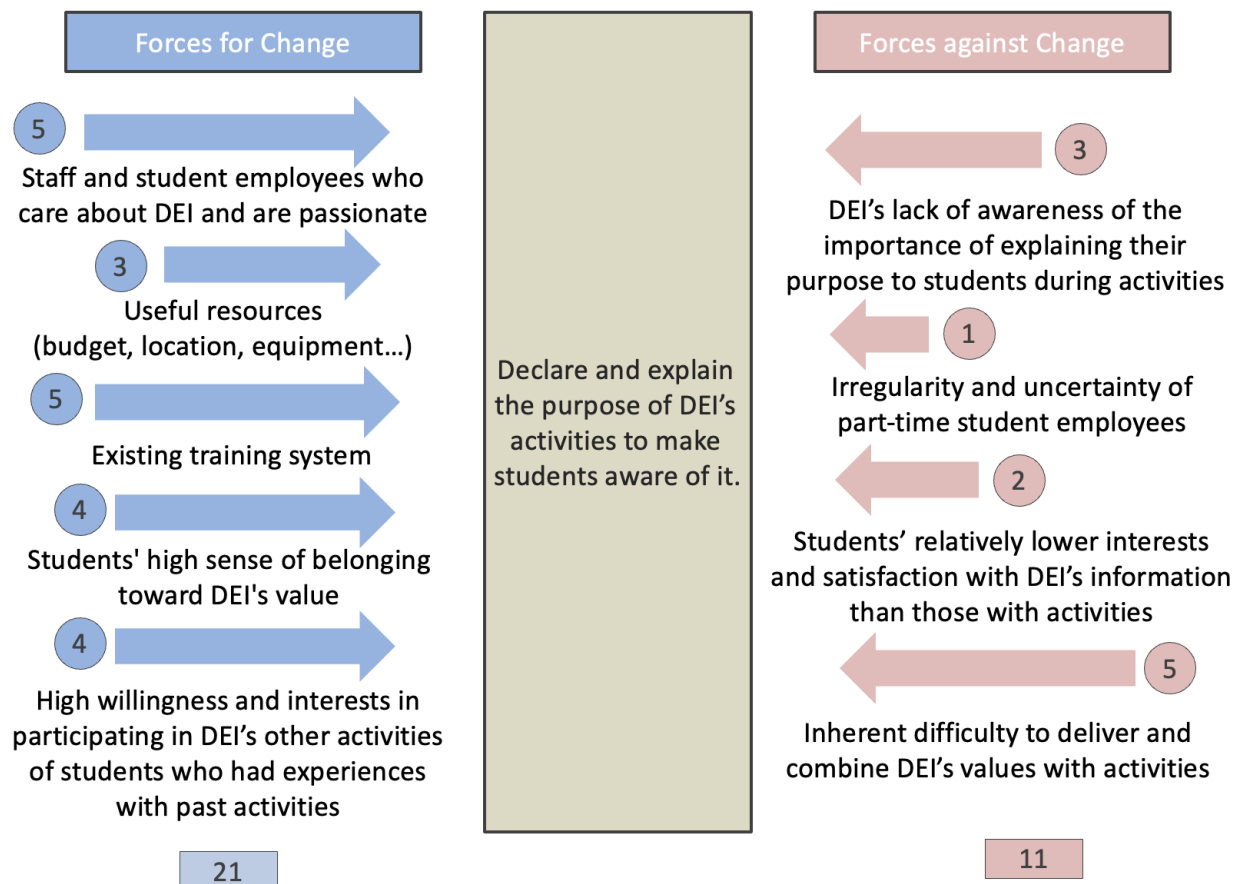 Forces for Change
5
Staff and student employees who
care about DEI and are passionate
3
Useful resources
(budget, location, equipment...)
5
Existing training system
4
Students' high sense of belonging
toward DEI's value
4
High willingness and interests in
participating in DEI’s other activities
of students who had experiences
with past activities
21
Declare and explain
the purpose of DEI’s
activities to make
students aware of it.
Forces against Change
3
DEI’s lack of awareness of the
importance of explaining their
purpose to students during activities
1
Irregularity and uncertainty of
part-time student employees
2
Students’ relatively lower interests
and satisfaction with DEI’s information
than those with activities
5
Inherent difficulty to deliver and
combine DEI’s values with activities
11